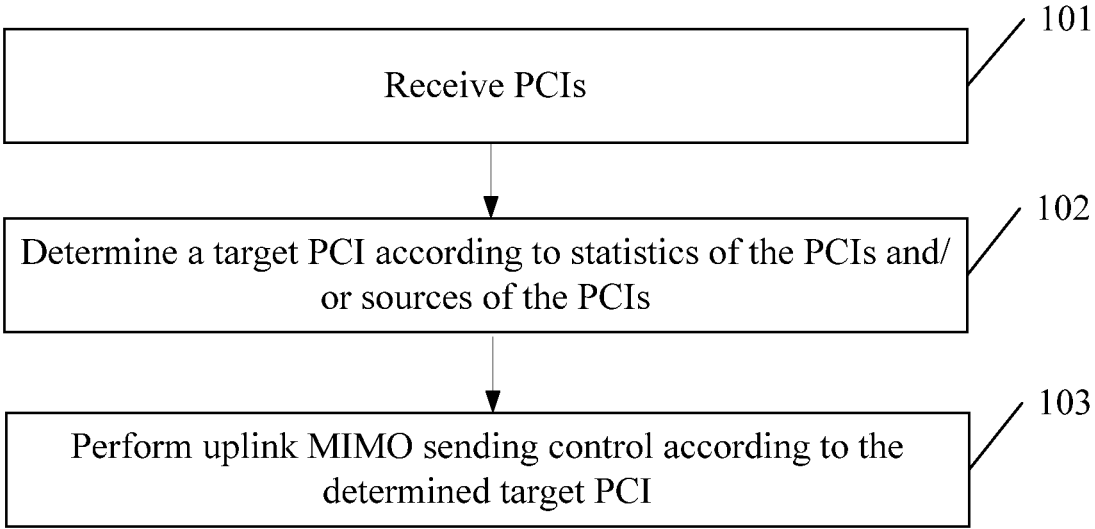 101
Receive PCIs
102
Determine a target PCI according to statistics of the PCIs and/
or sources of the PCIs
103
Perform uplink MIMO sending control according to the
determined target PCI